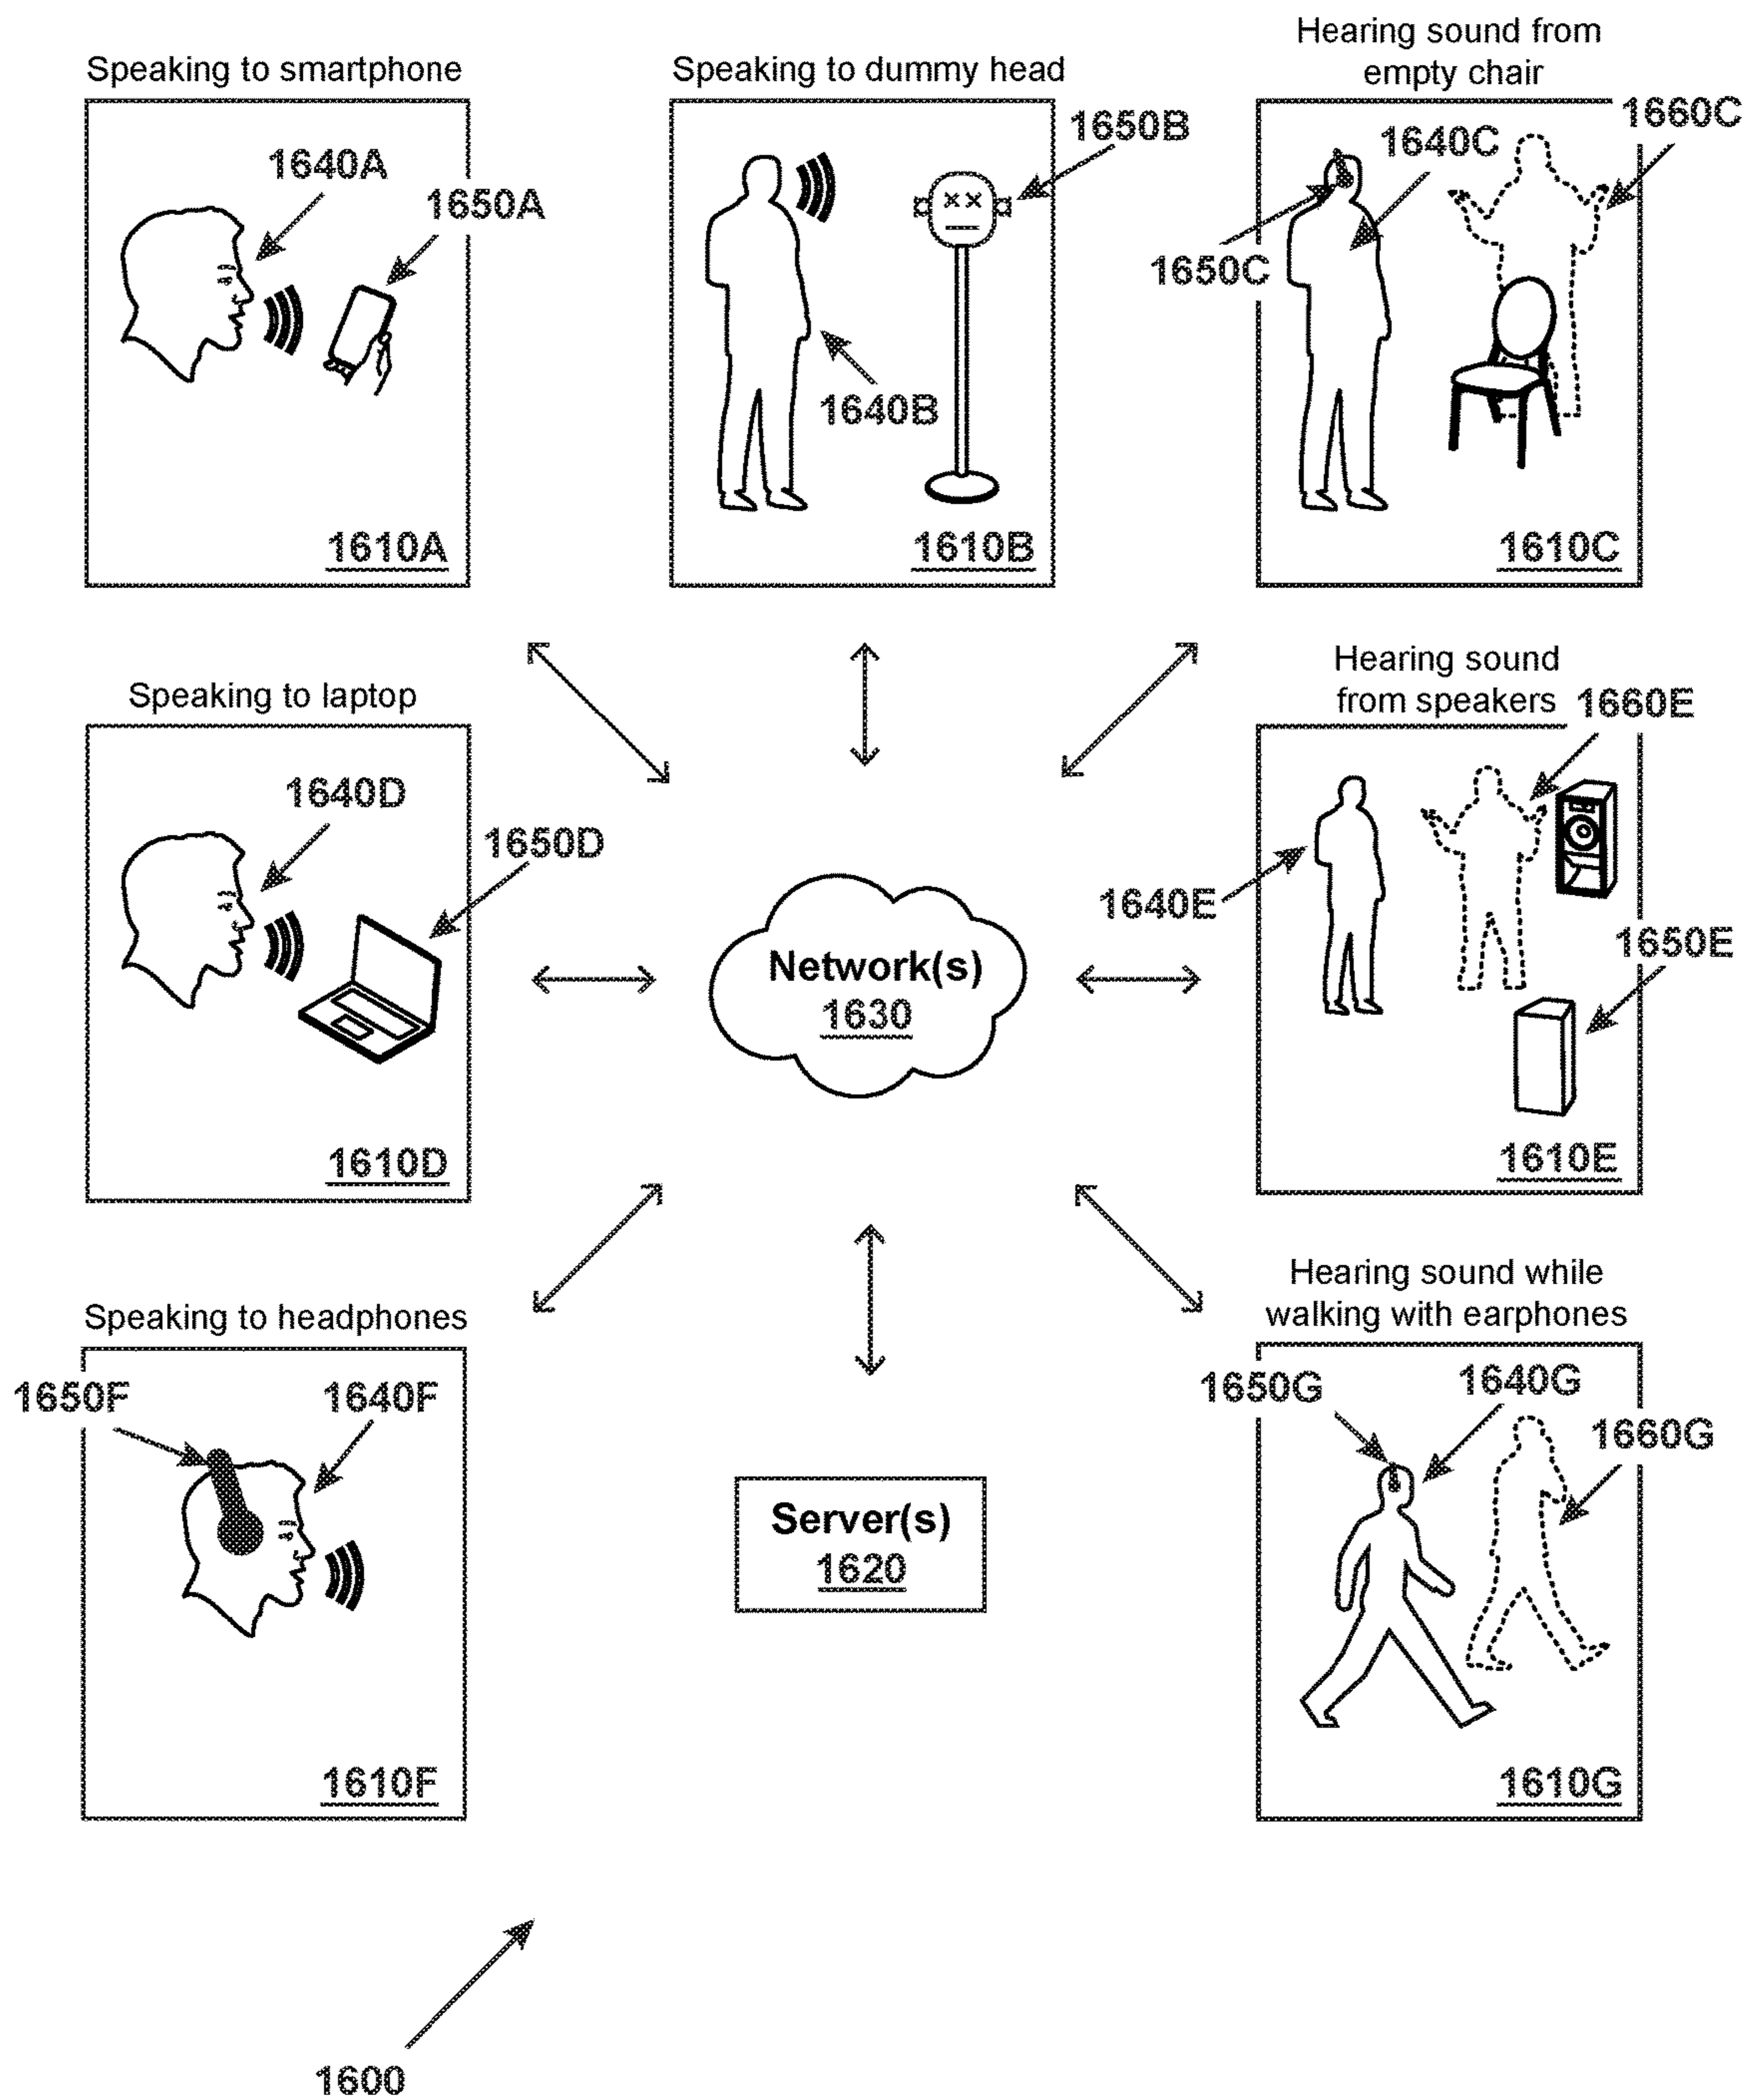 Speaking to smartphone
1640A
1650A
1610A
Speaking to dummy head
1650B
1640B
1610B
Hearing sound from
empty chair
1660C
1640C
1650C
1610C
Speaking to laptop
1640D
1650D
1610D
Network(s)
1630
Hearing sound
from speakers
1660E
1640E
1650E
1610E
Speaking to headphones
1650F
1640F
1610F
Server(s)
1620
Hearing sound while
walking with earphones
1650G
1640G
1660G
1610G
1600